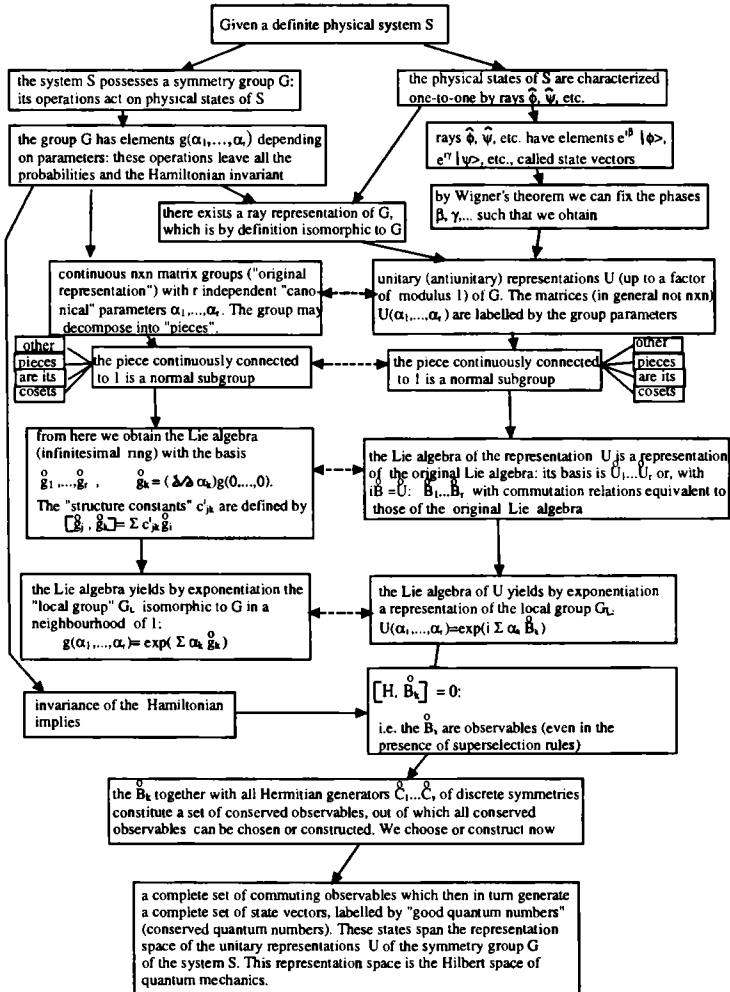 Given a definite physical system S
the system S possesses a symmetry group G:
its operations act on physical states of S
the physical states of S are characterized
one-to-one by rays φ̂, ψ̂, etc.
the group G has elements g(α₁,...,αᵣ) depending
on parameters: these operations leave all the
probabilities and the Hamiltonian invariant
rays φ̂, ψ̂, etc. have elements e^{iβ} |φ>,
e^{iγ} |ψ>, etc., called state vectors
there exists a ray representation of G,
which is by definition isomorphic to G
by Wigner's theorem we can fix the phases
β, γ,... such that we obtain
continuous nxn matrix groups ("original
representation") with r independent "cano-
nical" parameters α₁,...,αᵣ. The group may
decompose into "pieces".
unitary (antiunitary) representations U (up to a factor
of modulus 1) of G. The matrices (in general not nxn)
U(α₁,...,αᵣ) are labelled by the group parameters
other
pieces
are its
cosets
the piece continuously connected
to 1 is a normal subgroup
the piece continuously connected
to 1 is a normal subgroup
other
pieces
are its
cosets
from here we obtain the Lie algebra
(infinitesimal ring) with the basis
g̊₁,...,g̊ᵣ , g̊ₖ = (∂/∂ αₖ)g(0,...,0).
The "structure constants" cⁱⱼₖ are defined by
[g̊ⱼ , g̊ₖ] = Σ cⁱⱼₖ g̊ᵢ
the Lie algebra of the representation U is a representation
of the original Lie algebra: its basis is Ů₁...Ůᵣ or, with
iB̊ = Ů: B̊₁...B̊ᵣ with commutation relations equivalent to
those of the original Lie algebra
the Lie algebra yields by exponentiation the
"local group" G_L isomorphic to G in a
neighbourhood of 1:
g(α₁,...,αᵣ)= exp( Σ αₖ g̊ₖ)
the Lie algebra of U yields by exponentiation
a representation of the local group G_L:
U(α₁,...,αᵣ)=exp(i Σ αₖ B̊ₖ)
invariance of the Hamiltonian
implies
[H, B̊ₖ] = 0:
i.e. the B̊ₖ are observables (even in the
presence of superselection rules)
the B̊ₖ together with all Hermitian generators C̊₁...C̊ₛ of discrete symmetries
constitute a set of conserved observables, out of which all conserved
observables can be chosen or constructed. We choose or construct now
a complete set of commuting observables which then in turn generate
a complete set of state vectors, labelled by "good quantum numbers"
(conserved quantum numbers). These states span the representation
space of the unitary representations U of the symmetry group G
of the system S. This representation space is the Hilbert space of
quantum mechanics.